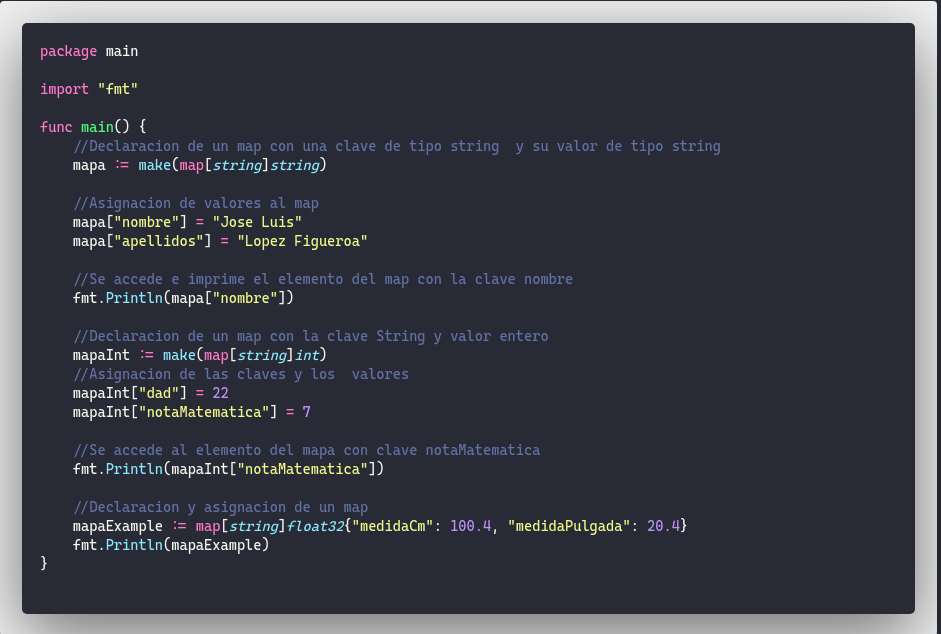 package main

import "fmt"

func main() {
    //Declaracion de un map con una clave de tipo string  y su valor de tipo string
    mapa := make(map[string]string)

    //Asignacion de valores al map
    mapa["nombre"] = "Jose Luis"
    mapa["apellidos"] = "Lopez Figueroa"

    //Se accede e imprime el elemento del map con la clave nombre
    fmt.Println(mapa["nombre"])

    //Declaracion de un map con la clave String y valor entero
    mapaInt := make(map[string]int)
    //Asignacion de las claves y los  valores
    mapaInt["dad"] = 22
    mapaInt["notaMatematica"] = 7

    //Se accede al elemento del mapa con clave notaMatematica
    fmt.Println(mapaInt["notaMatematica"])

    //Declaracion y asignacion de un map
    mapaExample := map[string]float32{"medidaCm": 100.4, "medidaPulgada": 20.4}
    fmt.Println(mapaExample)
}